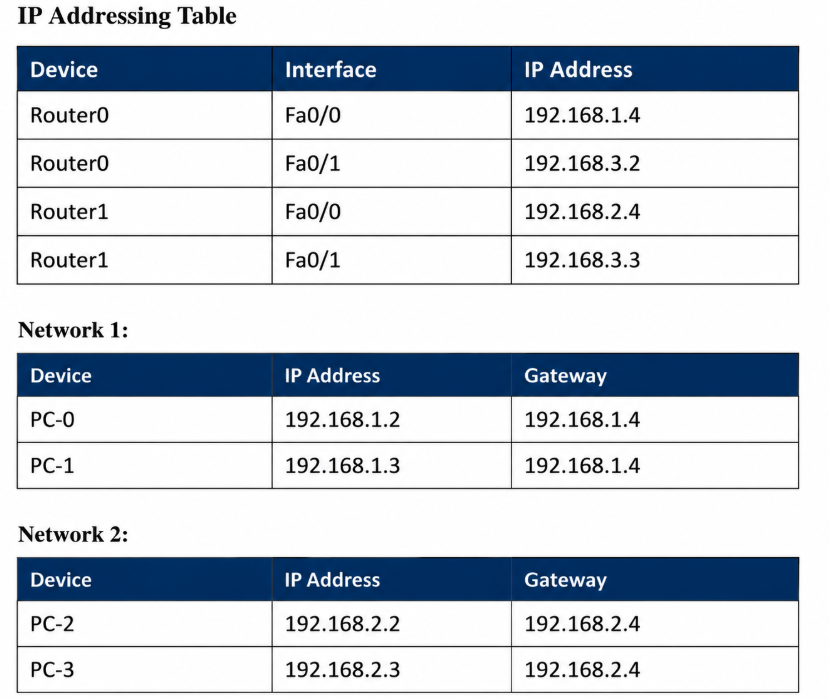 IP Addressing Table
Device Interface IP Address
Router0 Fa0/0 192.168.1.4
Router0 Fa0/1 192.168.3.2
Router1 Fa0/0 192.168.2.4
Router1 Fa0/1 192.168.3.3
Network 1:
Device IP Address Gateway
PC-0 192.168.1.2 192.168.1.4
PC-1 192.168.1.3 192.168.1.4
Network 2:
Device IP Address Gateway
PC-2 192.168.2.2 192.168.2.4
PC-3 192.168.2.3 192.168.2.4